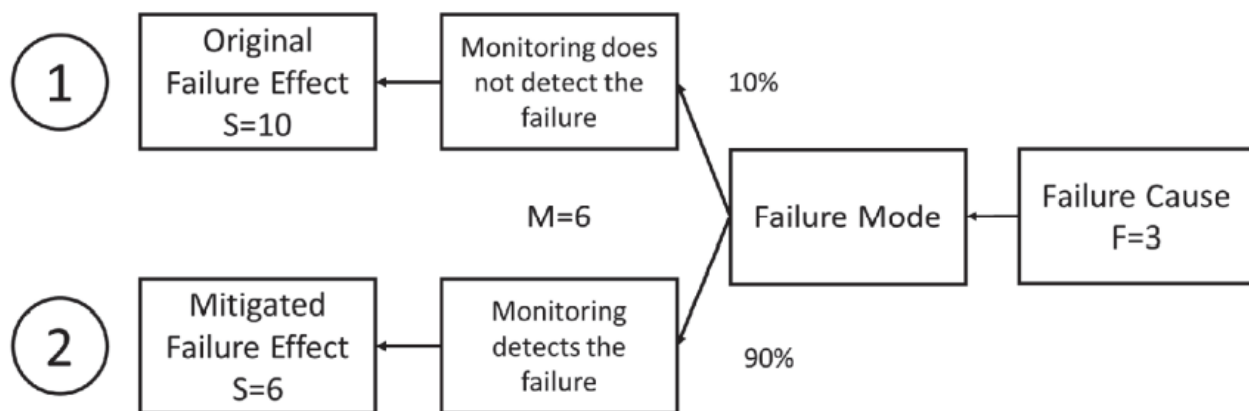 1
Original
Failure Effect
S=10
Monitoring does
not detect the
failure
10%
M=6
Failure Mode
Failure Cause
F=3
2
Mitigated
Failure Effect
S=6
Monitoring
detects the
failure
90%